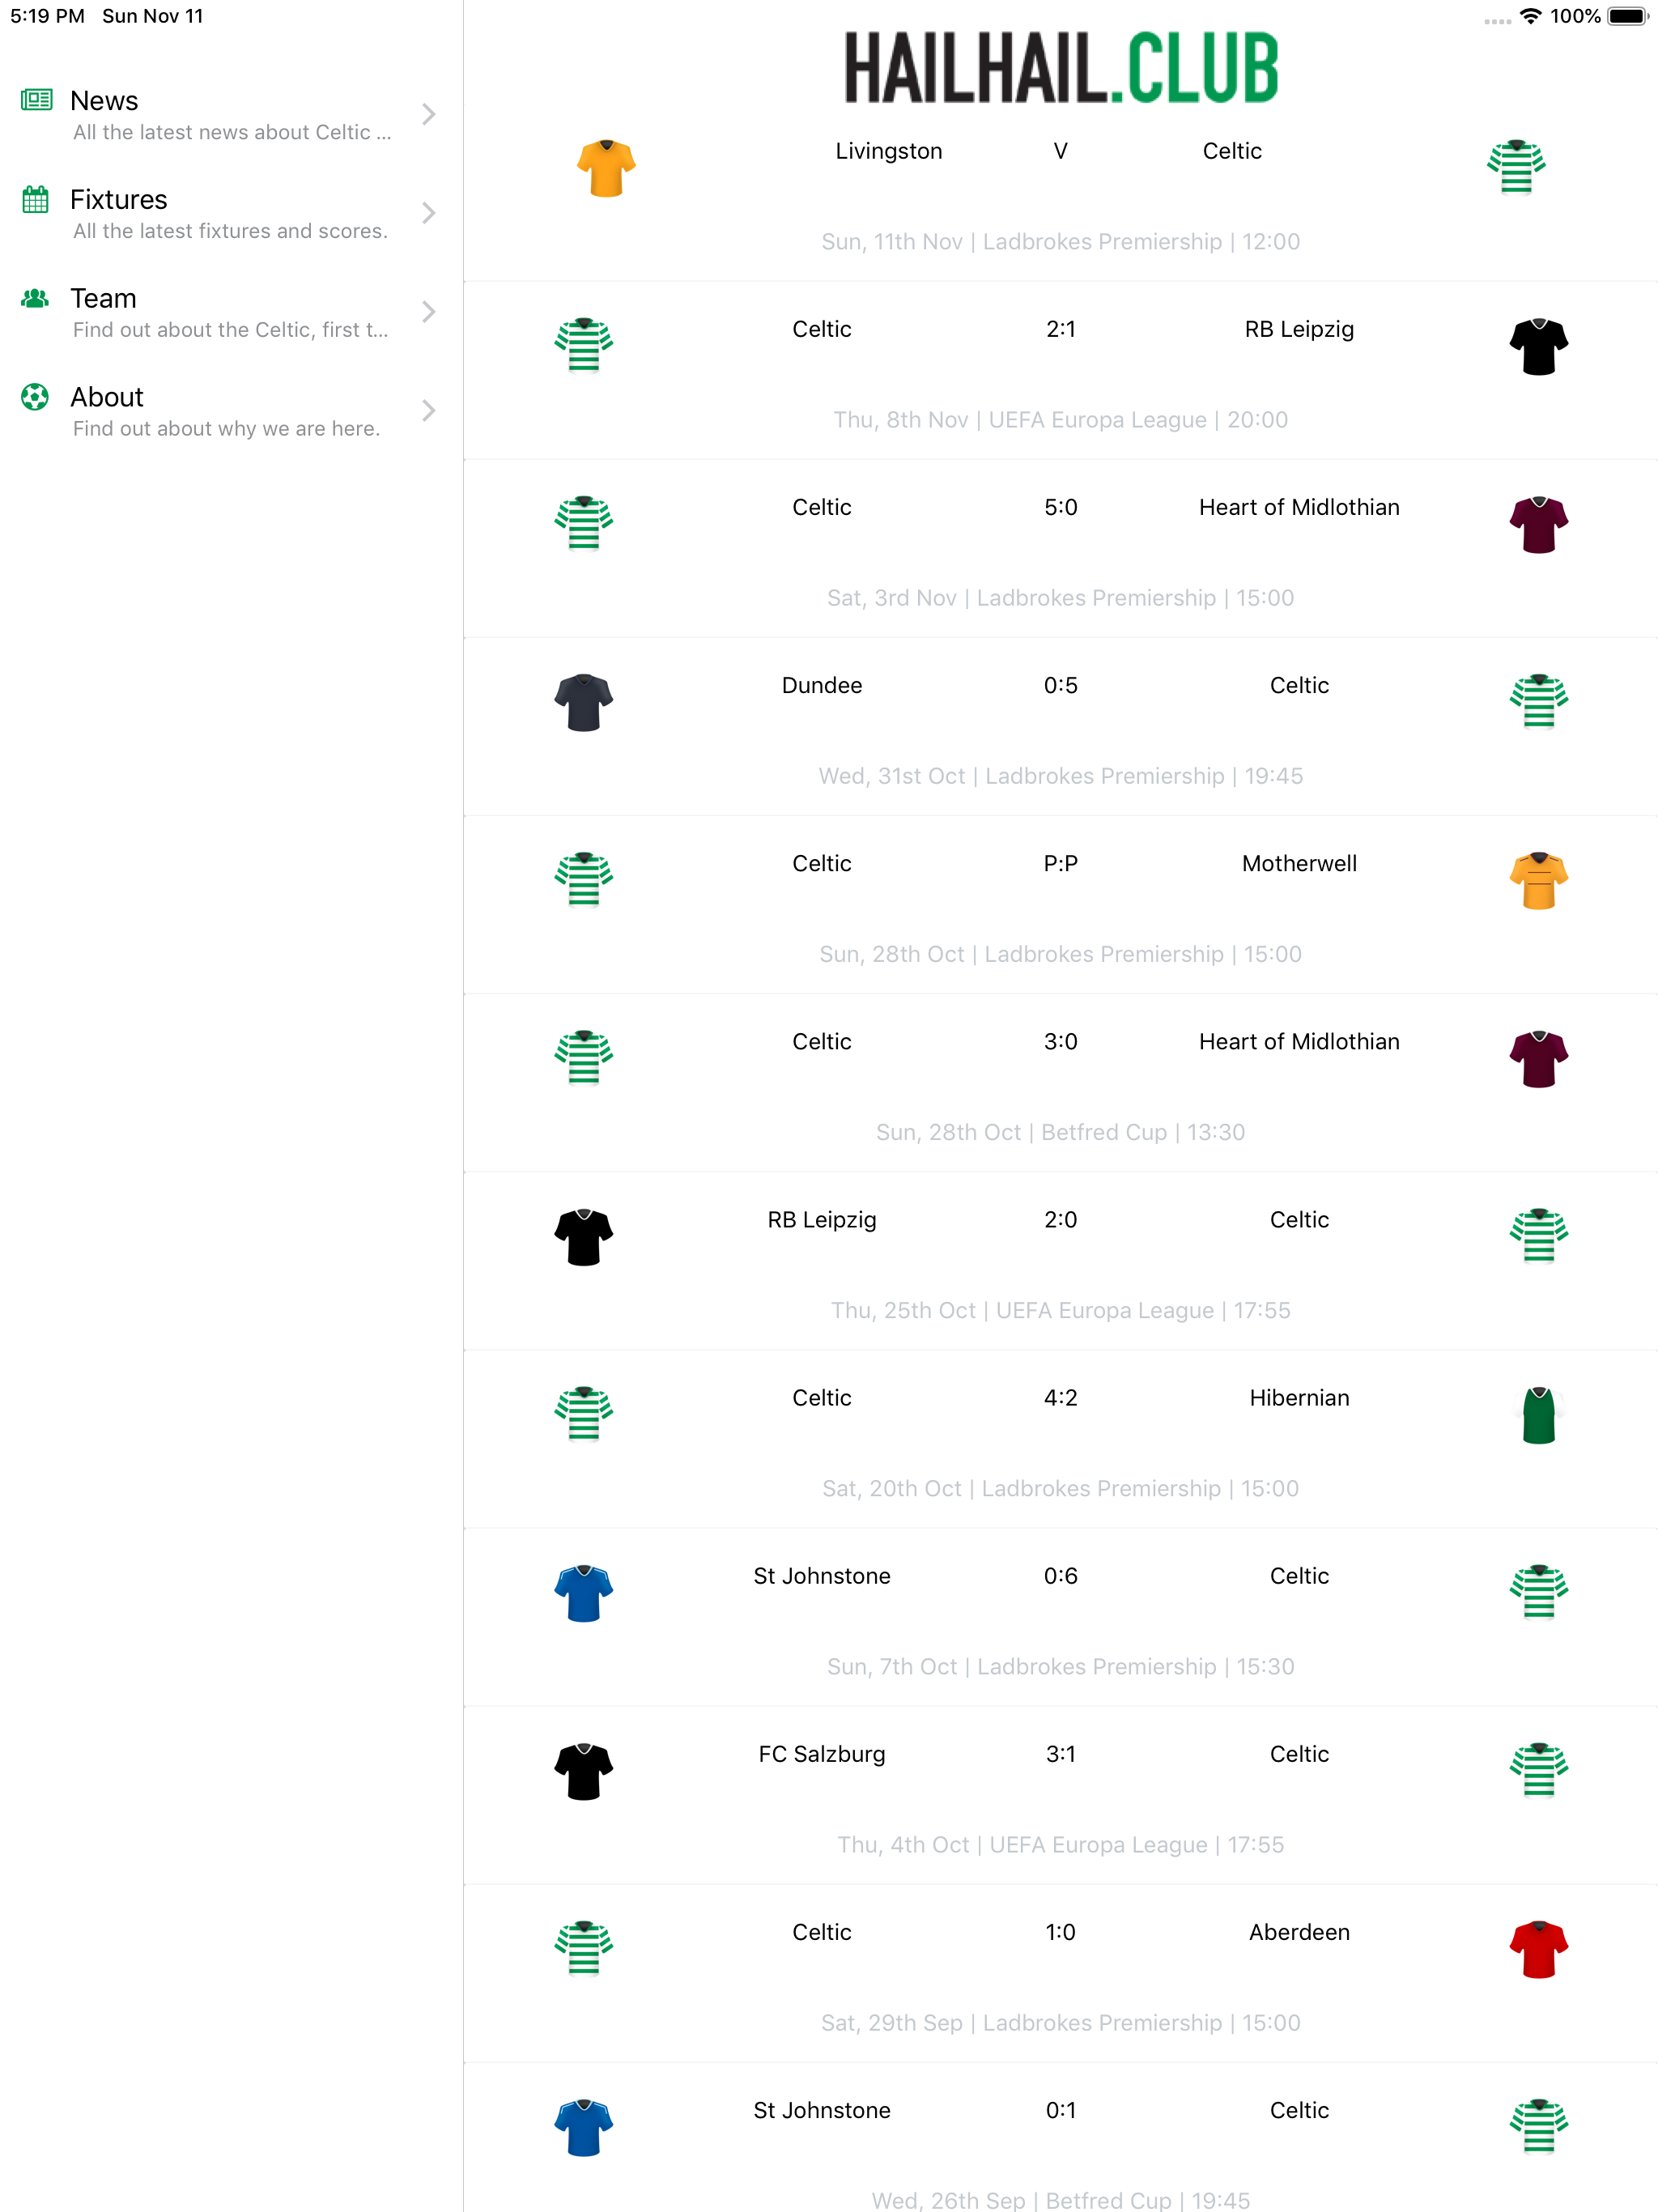 5:19 PM Sun Nov 11
100%
News
All the latest news about Celtic ...
Fixtures
All the latest fixtures and scores.
Team
Find out about the Celtic, first t...
About
Find out about why we are here.
HAILHAIL.CLUB
Livingston V Celtic
Sun, 11th Nov | Ladbrokes Premiership | 12:00
Celtic 2:1 RB Leipzig
Thu, 8th Nov | UEFA Europa League | 20:00
Celtic 5:0 Heart of Midlothian
Sat, 3rd Nov | Ladbrokes Premiership | 15:00
Dundee 0:5 Celtic
Wed, 31st Oct | Ladbrokes Premiership | 19:45
Celtic P:P Motherwell
Sun, 28th Oct | Ladbrokes Premiership | 15:00
Celtic 3:0 Heart of Midlothian
Sun, 28th Oct | Betfred Cup | 13:30
RB Leipzig 2:0 Celtic
Thu, 25th Oct | UEFA Europa League | 17:55
Celtic 4:2 Hibernian
Sat, 20th Oct | Ladbrokes Premiership | 15:00
St Johnstone 0:6 Celtic
Sun, 7th Oct | Ladbrokes Premiership | 15:30
FC Salzburg 3:1 Celtic
Thu, 4th Oct | UEFA Europa League | 17:55
Celtic 1:0 Aberdeen
Sat, 29th Sep | Ladbrokes Premiership | 15:00
St Johnstone 0:1 Celtic
Wed, 26th Sep | Betfred Cup | 19:45